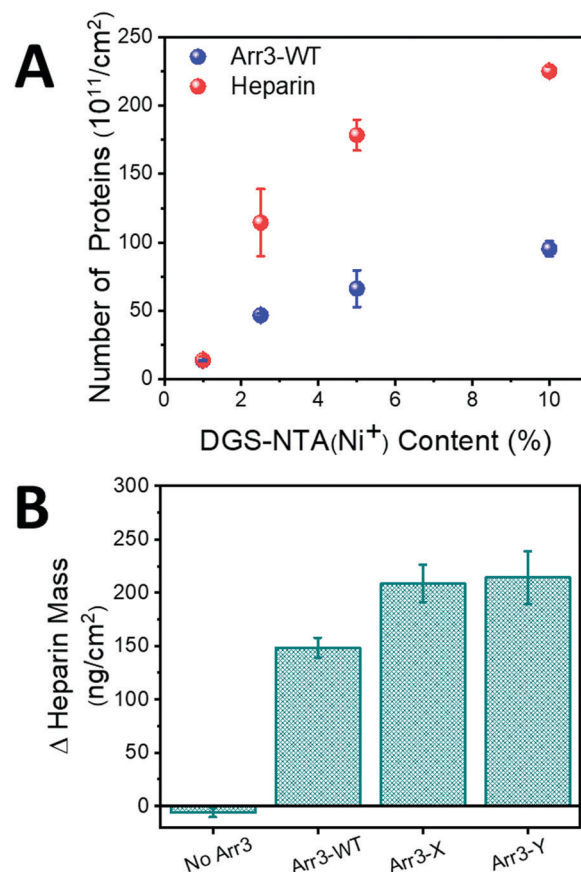 A
Number of Proteins (10¹¹/cm²)
250
200
150
100
50
0
Arr3-WT
Heparin
0 2 4 6 8 10
DGS-NTA(Ni⁺) Content (%)
B
Δ Heparin Mass
(ng/cm²)
300
250
200
150
100
50
0
No Arr3 Arr3-WT Arr3-X Arr3-Y